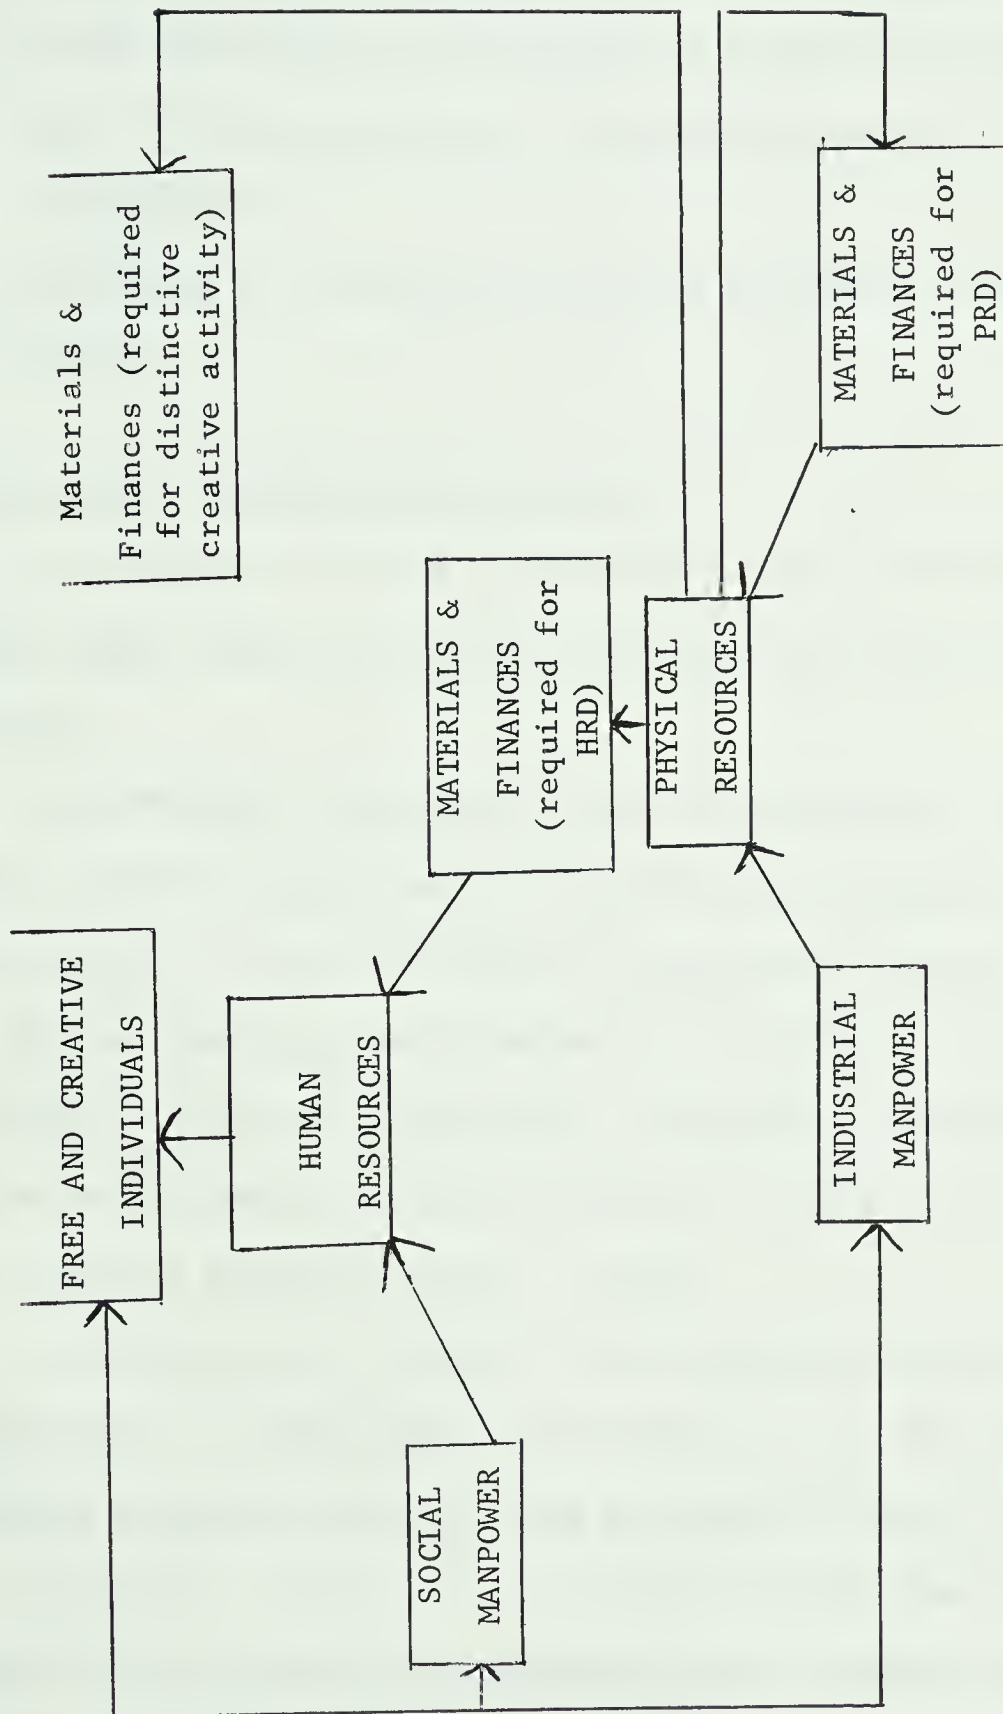 FREE AND CREATIVE
INDIVIDUALS
Materials &
Finances (required
for distinctive
creative activity)
HUMAN
RESOURCES
SOCIAL
MANPOWER
MATERIALS &
FINANCES
(required for
HRD)
PHYSICAL
RESOURCES
INDUSTRIAL
MANPOWER
MATERIALS &
FINANCES
(required for
PRD)